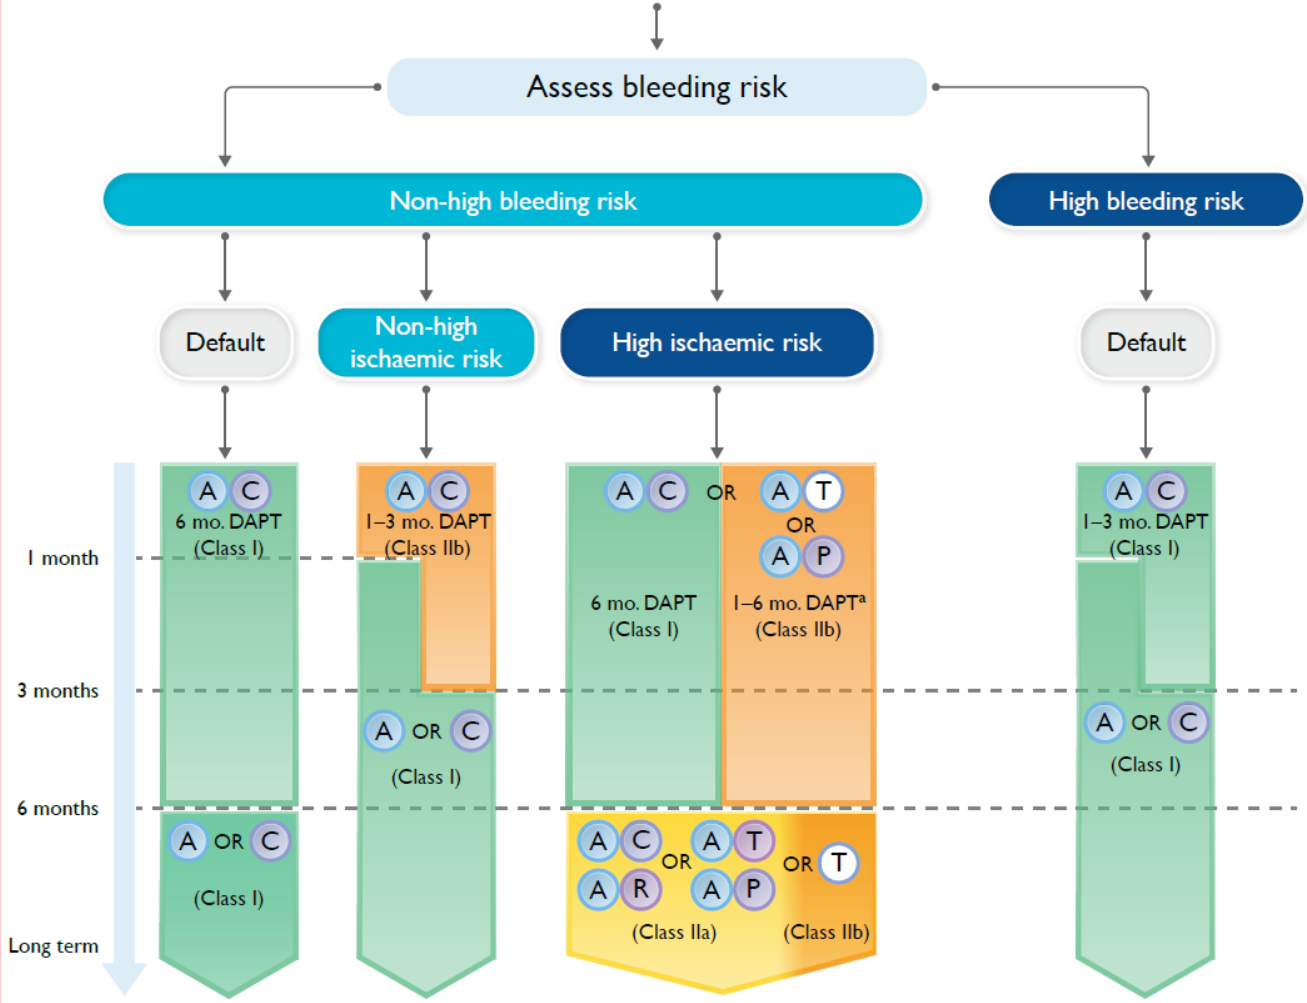 Assess bleeding risk
Non-high bleeding risk
High bleeding risk
Default
Non-high
ischaemic risk
High ischaemic risk
Default
A C
6 mo. DAPT
(Class I)
A C
1–3 mo. DAPT
(Class IIb)
A C OR A T
OR
A P
6 mo. DAPT
(Class I)
1–6 mo. DAPTᵃ
(Class IIb)
A C
1–3 mo. DAPT
(Class I)
1 month
3 months
A OR C
(Class I)
A OR C
(Class I)
6 months
A OR C
(Class I)
A C OR A T OR T
A R A P
(Class IIa)
(Class IIb)
Long term